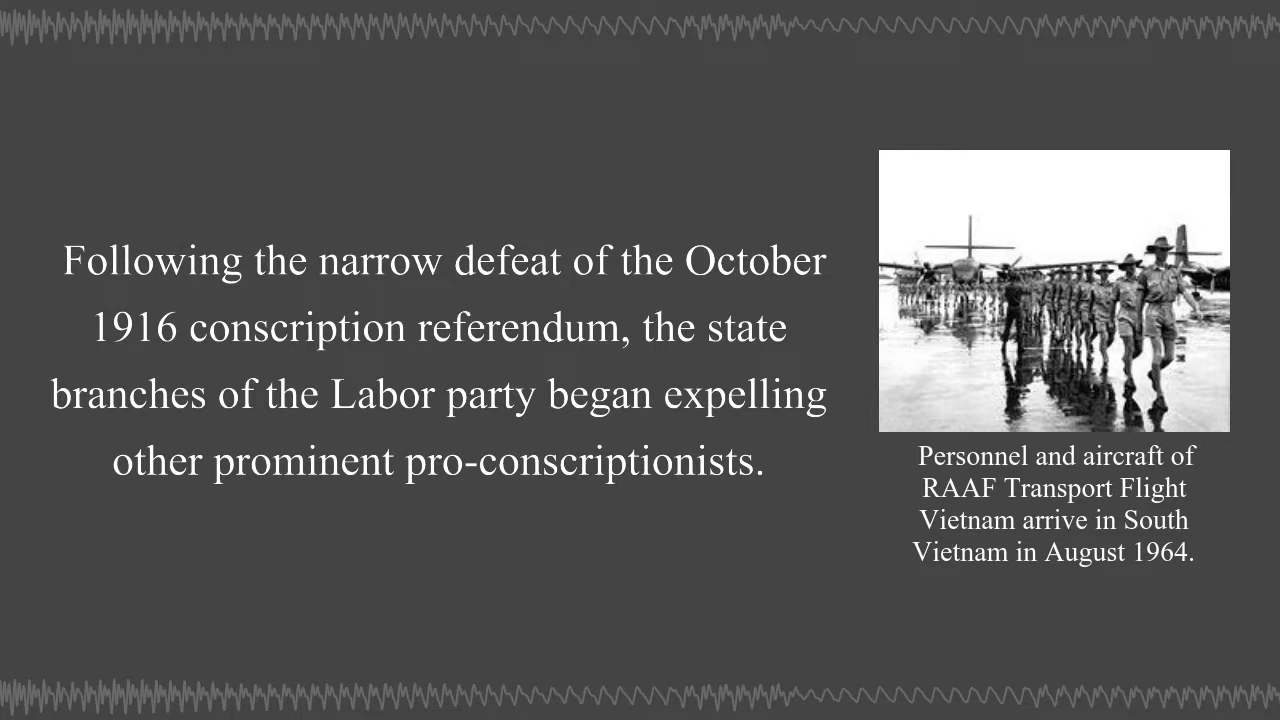 Following the narrow defeat of the October
1916 conscription referendum, the state
branches of the Labor party began expelling
other prominent pro-conscriptionists.
Personnel and aircraft of
RAAF Transport Flight
Vietnam arrive in South
Vietnam in August 1964.